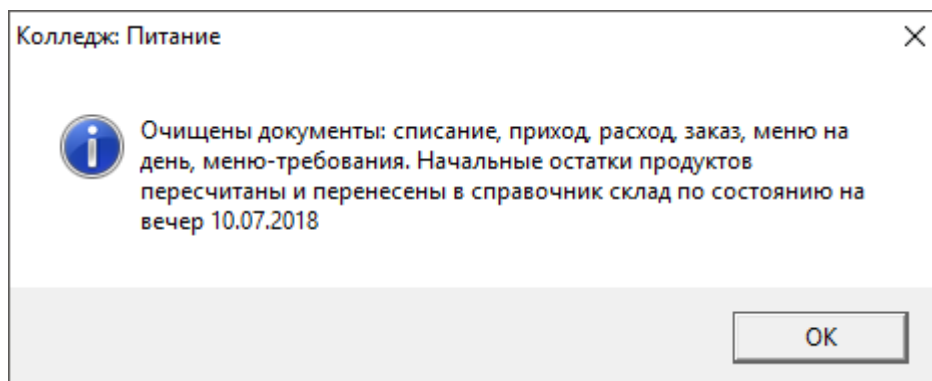 Колледж: Питание
Очищены документы: списание, приход, расход, заказ, меню на
день, меню-требования. Начальные остатки продуктов
пересчитаны и перенесены в справочник склад по состоянию на
вечер 10.07.2018
OK